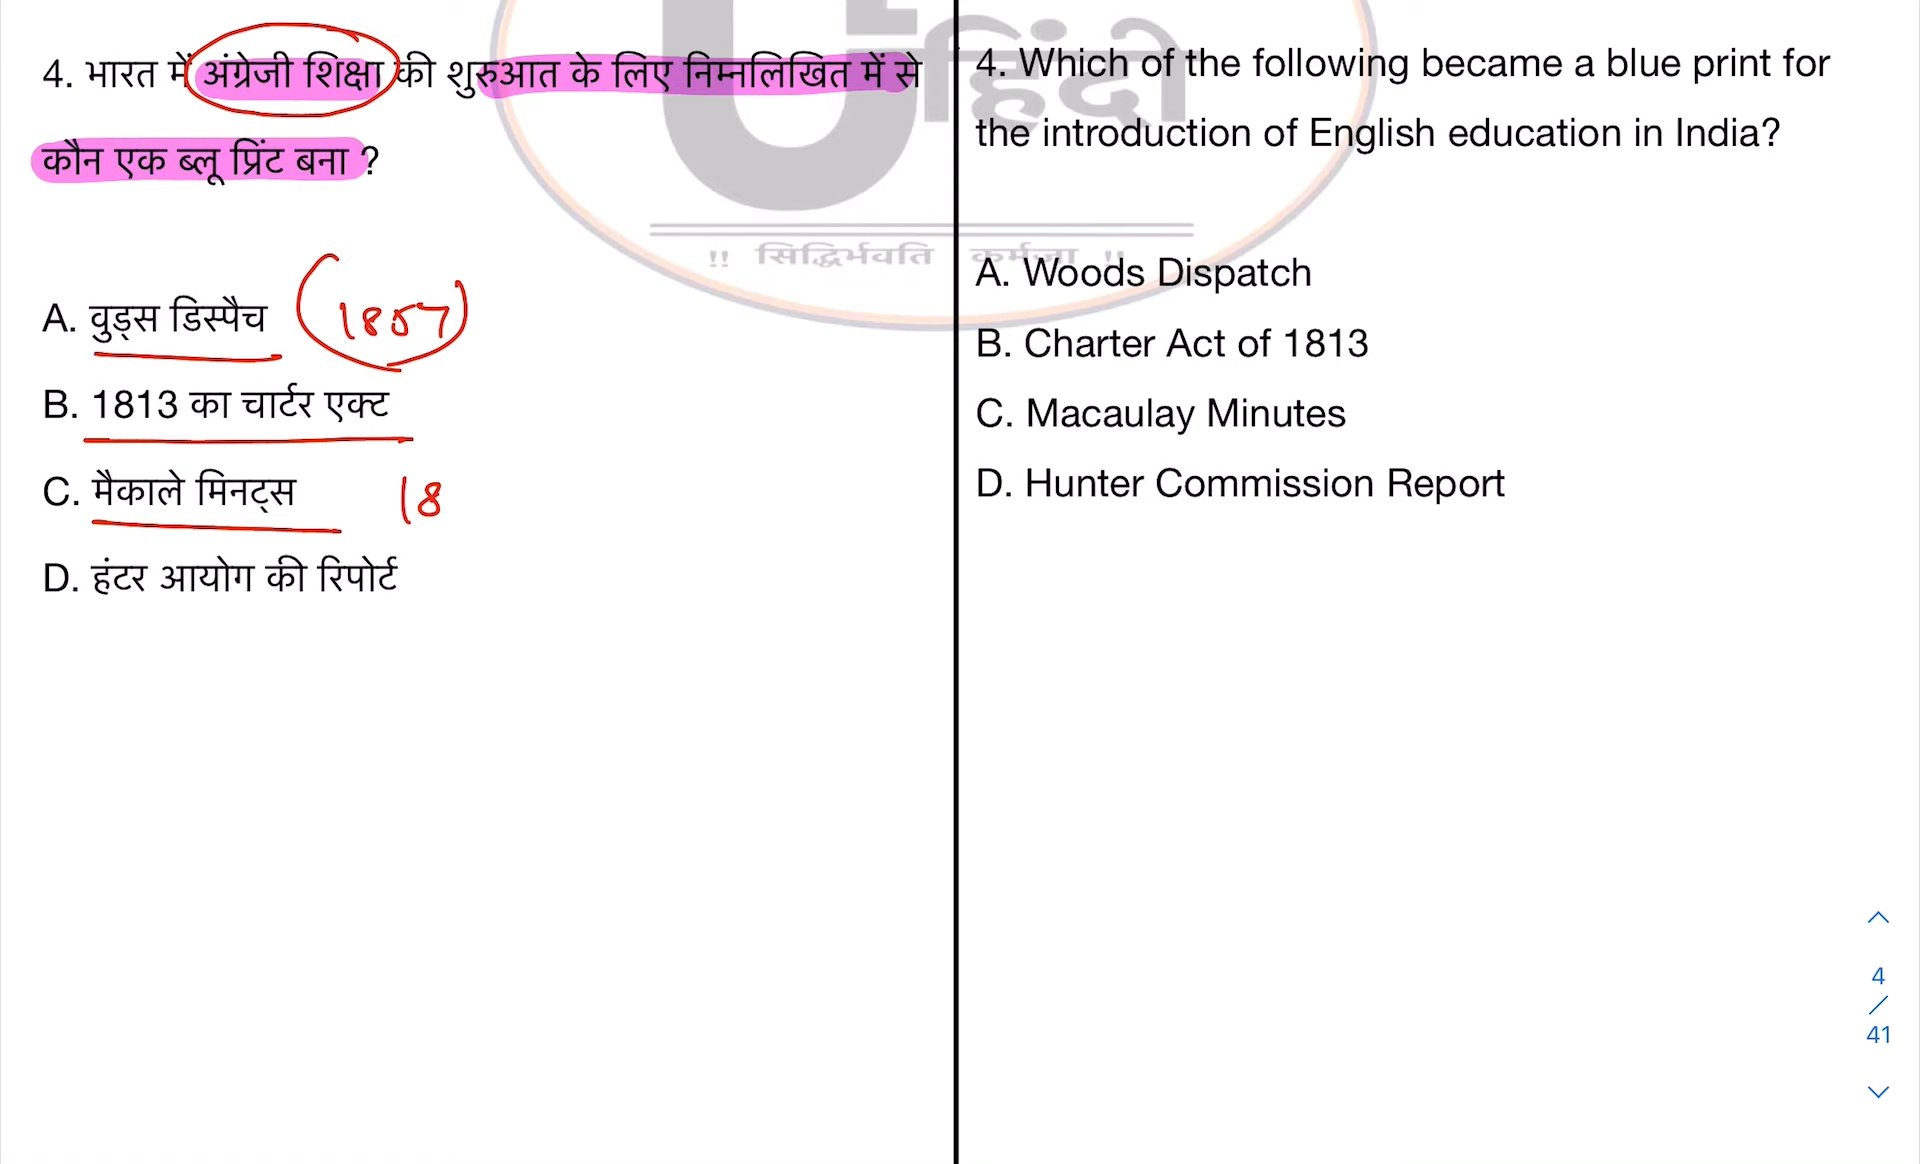 4. भारत में अंग्रेजी शिक्षा की शुरुआत के लिए निम्नलिखित में से
कौन एक ब्लू प्रिंट बना ?
A. वुड्स डिस्पैच (1857)
B. 1813 का चार्टर एक्ट
C. मैकाले मिनट्स 18
D. हंटर आयोग की रिपोर्ट
हिंदी
!! सिद्धिर्भवति कर्मजा !!
4. Which of the following became a blue print for
the introduction of English education in India?
A. Woods Dispatch
B. Charter Act of 1813
C. Macaulay Minutes
D. Hunter Commission Report
4
/
41